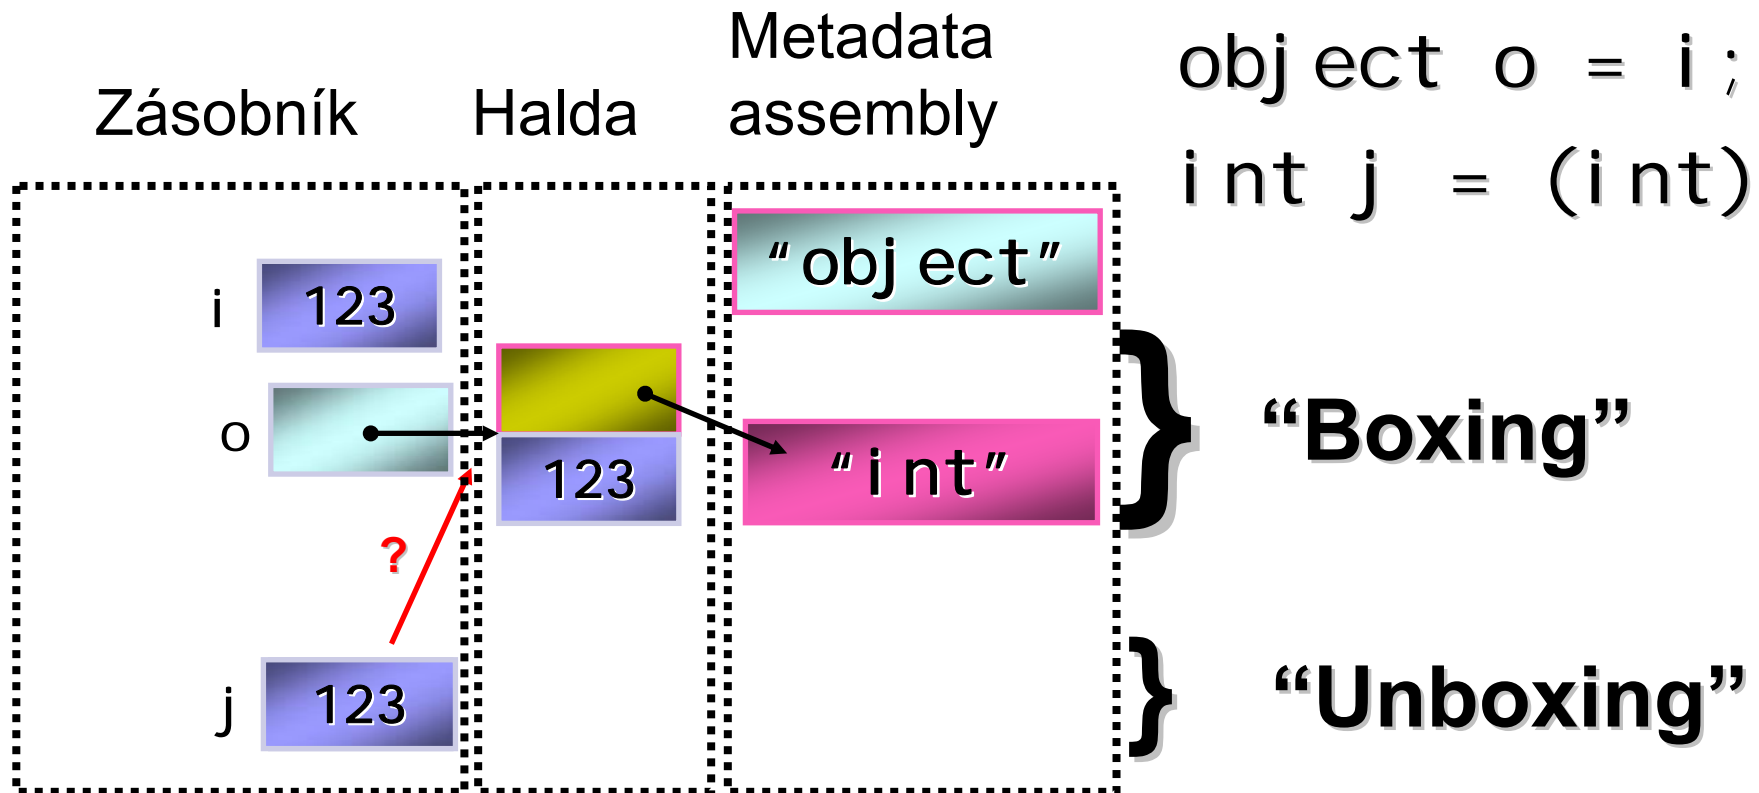 Metadata
assembly
Zásobník
Halda
object o = i;
int j = (int)
"object"
i
123
o
"int"
123
"Boxing"
?
j
123
"Unboxing"